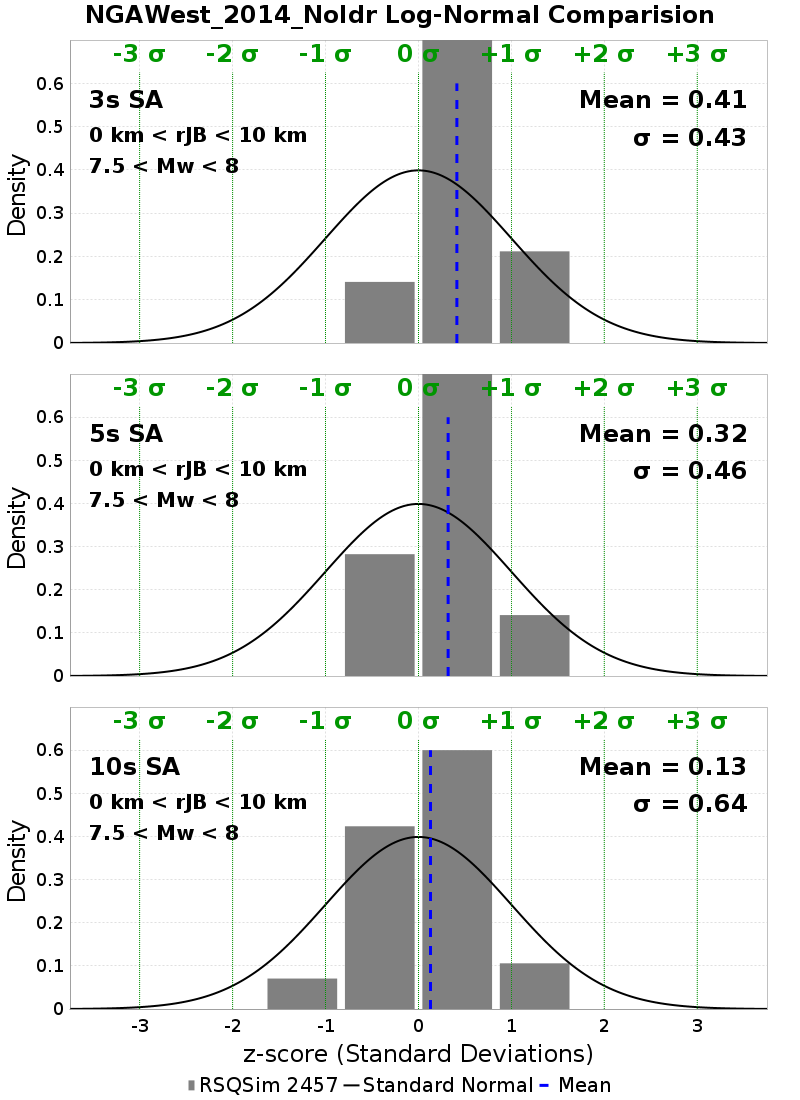 NGAWest_2014_NoIdr Log-Normal Comparision
-3 σ -2 σ -1 σ 0 σ +1 σ +2 σ +3 σ
3s SA
0 km < rJB < 10 km
7.5 < Mw < 8
Mean = 0.41
σ = 0.43
Density
0.6
0.5
0.4
0.3
0.2
0.1
0
-3 σ -2 σ -1 σ 0 σ +1 σ +2 σ +3 σ
5s SA
0 km < rJB < 10 km
7.5 < Mw < 8
Mean = 0.32
σ = 0.46
Density
0.6
0.5
0.4
0.3
0.2
0.1
0
-3 σ -2 σ -1 σ 0 σ +1 σ +2 σ +3 σ
10s SA
0 km < rJB < 10 km
7.5 < Mw < 8
Mean = 0.13
σ = 0.64
Density
0.6
0.5
0.4
0.3
0.2
0.1
0
-3 -2 -1 0 1 2 3
z-score (Standard Deviations)
RSQSim 2457 Standard Normal Mean